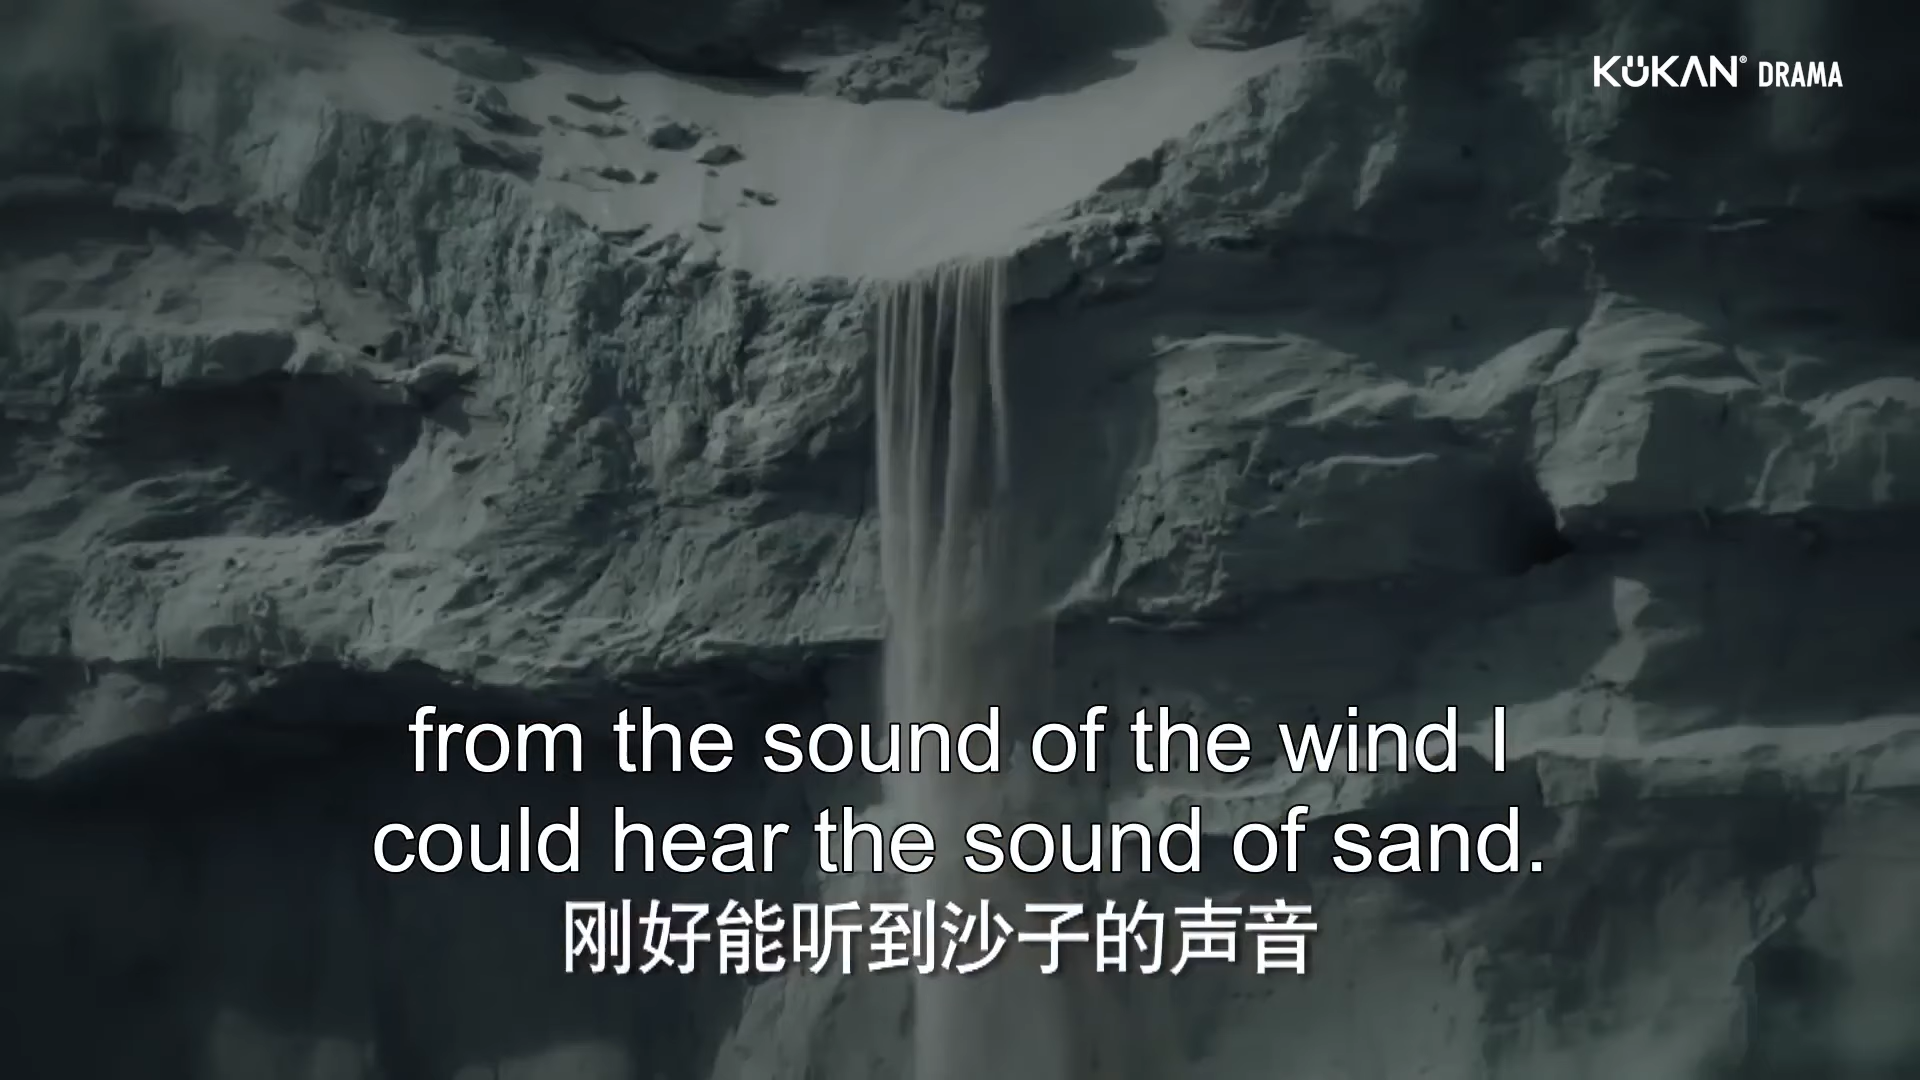 KÜKAN® DRAMA
from the sound of the wind I
could hear the sound of sand.
刚好能听到沙子的声音